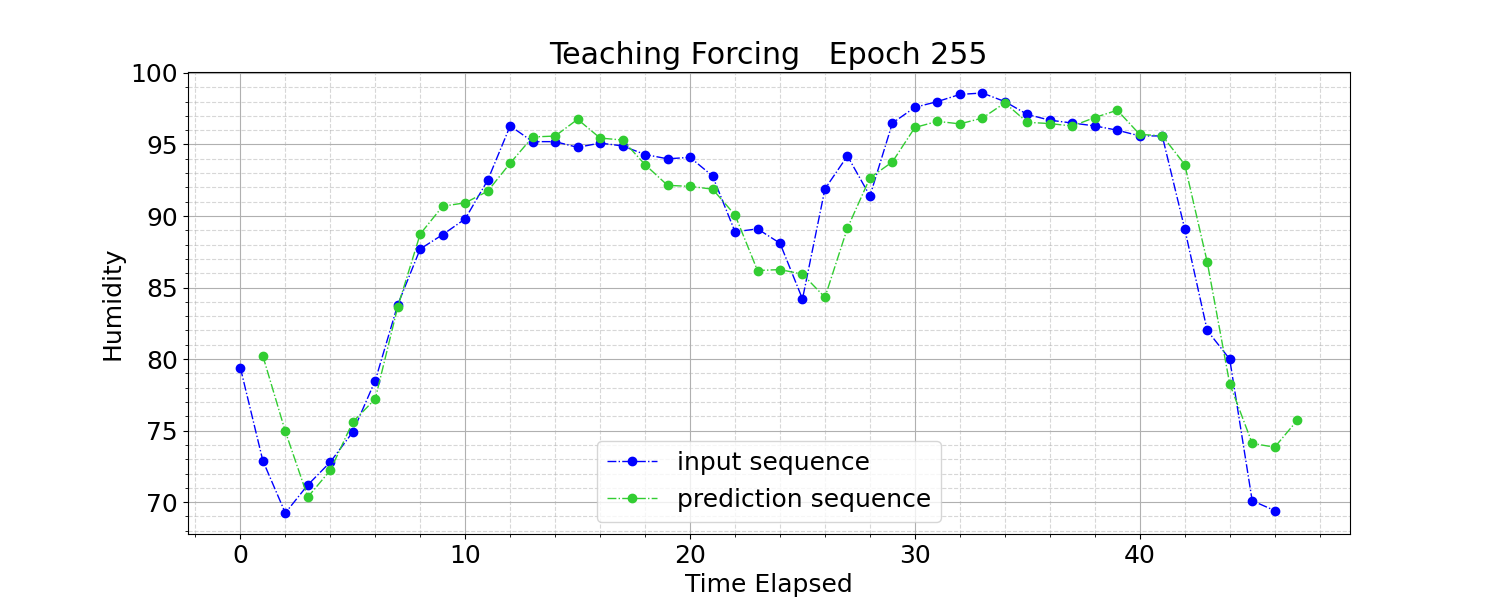 Teaching Forcing   Epoch 255
100
95
90
85
80
75
70
Humidity
input sequence
prediction sequence
0 10 20 30 40
Time Elapsed